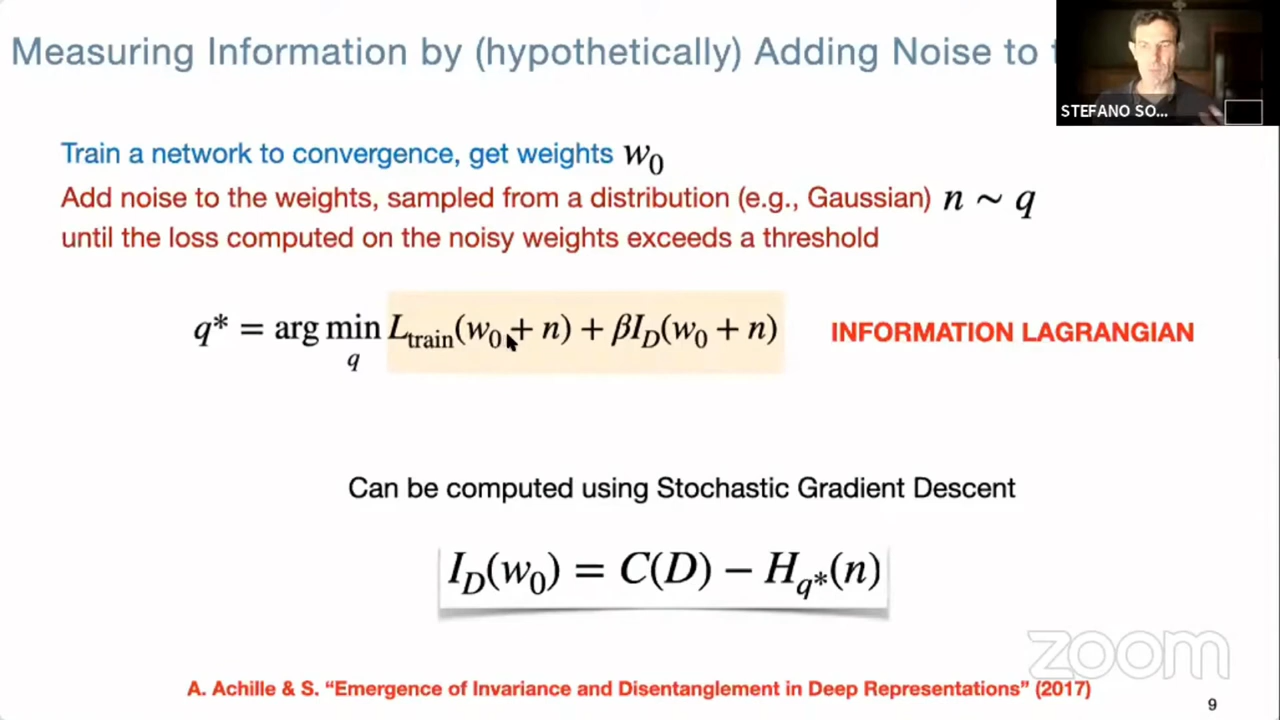 Measuring Information by (hypothetically) Adding Noise to
STEFANO SO...
Train a network to convergence, get weights w₀
Add noise to the weights, sampled from a distribution (e.g., Gaussian) n ∼ q
until the loss computed on the noisy weights exceeds a threshold
q* = arg min_q L_train(w₀ + n) + βI_D(w₀ + n) INFORMATION LAGRANGIAN
Can be computed using Stochastic Gradient Descent
I_D(w₀) = C(D) − H_q*(n)
zoom
A. Achille & S. “Emergence of Invariance and Disentanglement in Deep Representations” (2017)
9